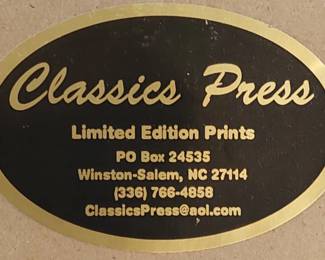 Classics Press
Limited Edition Prints
PO Box 24535
Winston-Salem, NC 27114
(336) 766-4858
ClassicsPress@aol.com